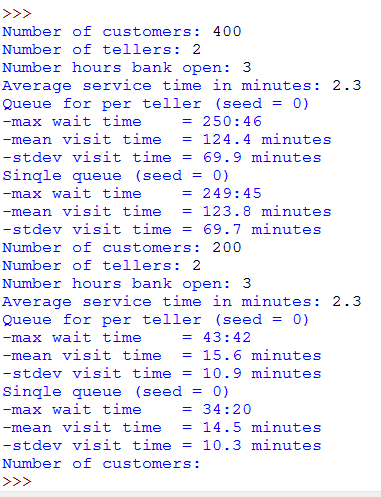 >>>
Number of customers: 400
Number of tellers: 2
Number hours bank open: 3
Average service time in minutes: 2.3
Queue for per teller (seed = 0)
-max wait time    = 250:46
-mean visit time  = 124.4 minutes
-stdev visit time = 69.9 minutes
Single queue (seed = 0)
-max wait time    = 249:45
-mean visit time  = 123.8 minutes
-stdev visit time = 69.7 minutes
Number of customers: 200
Number of tellers: 2
Number hours bank open: 3
Average service time in minutes: 2.3
Queue for per teller (seed = 0)
-max wait time    = 43:42
-mean visit time  = 15.6 minutes
-stdev visit time = 10.9 minutes
Single queue (seed = 0)
-max wait time    = 34:20
-mean visit time  = 14.5 minutes
-stdev visit time = 10.3 minutes
Number of customers:
>>>